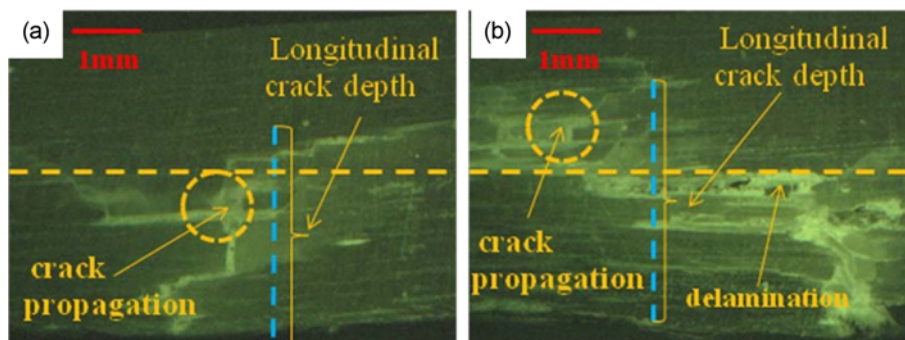 (a)
1mm
Longitudinal
crack depth
crack
propagation
(b)
1mm
Longitudinal
crack depth
crack
propagation
delamination